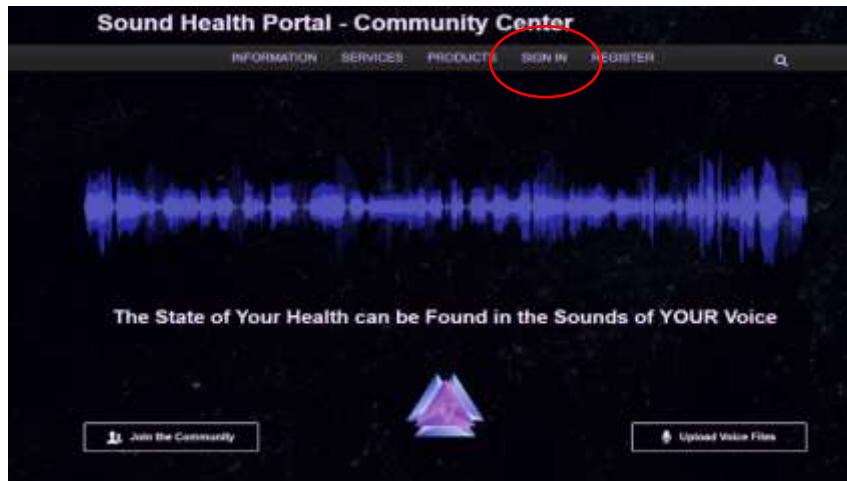 Sound Health Portal - Community Center
INFORMATION SERVICES PRODUCTS SIGN IN REGISTER
The State of Your Health can be Found in the Sounds of YOUR Voice
Join the Community
Upload Voice Files